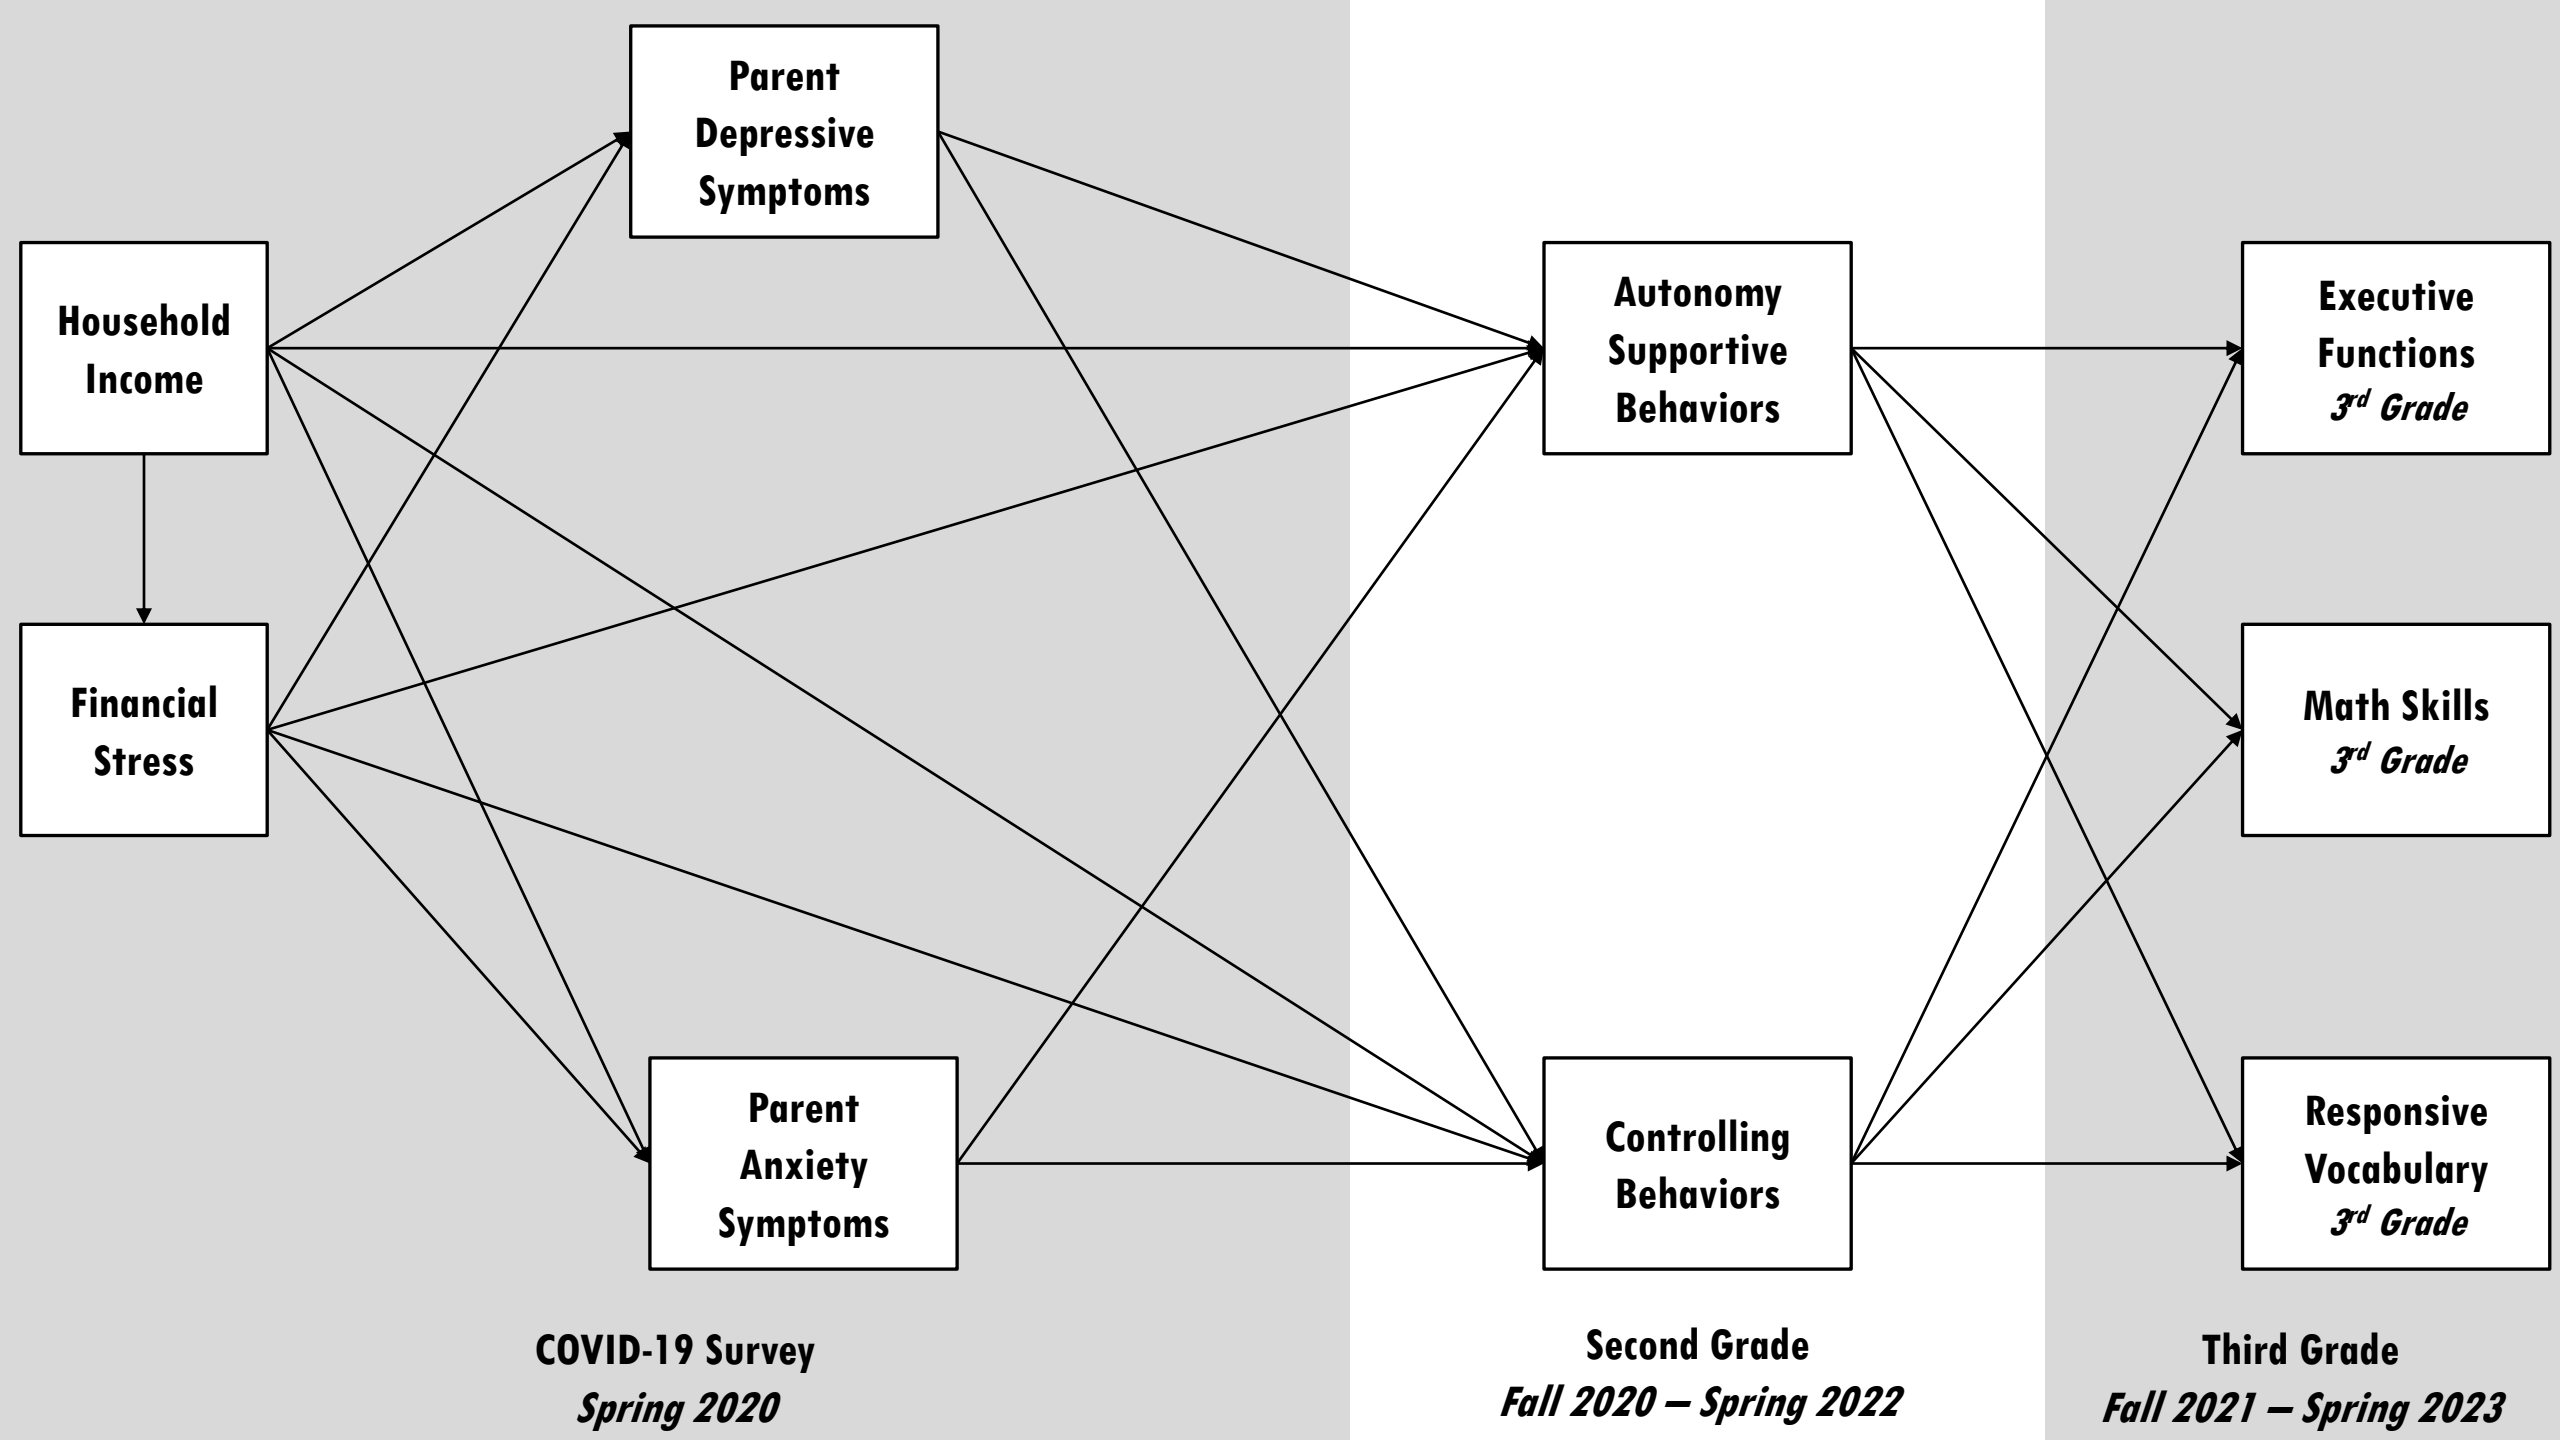 Parent
Depressive
Symptoms
Household
Income
Autonomy
Supportive
Behaviors
Executive
Functions
3rd Grade
Financial
Stress
Math Skills
3rd Grade
Parent
Anxiety
Symptoms
Controlling
Behaviors
Responsive
Vocabulary
3rd Grade
COVID-19 Survey
Spring 2020
Second Grade
Fall 2020 – Spring 2022
Third Grade
Fall 2021 – Spring 2023